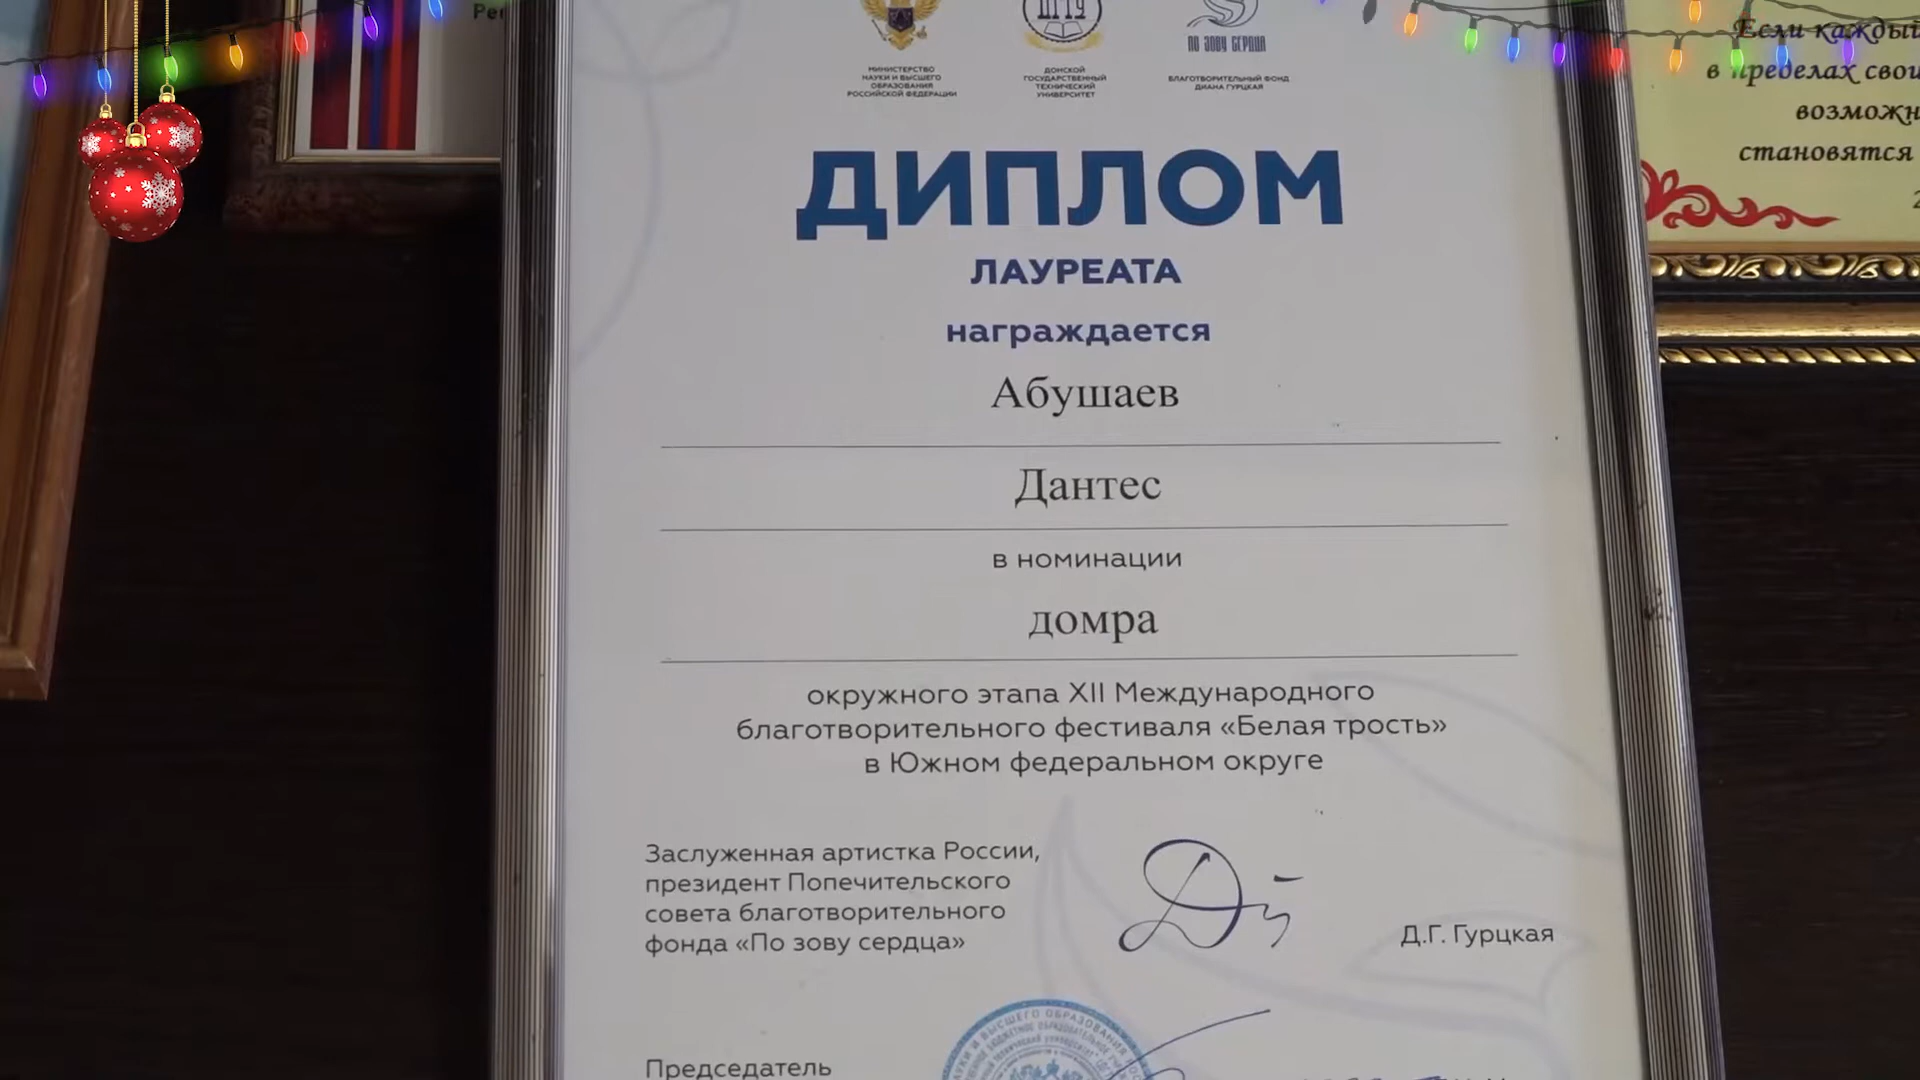 ПО ЗОВУ СЕРДЦА
МИНИСТЕРСТВО
НАУКИ И ВЫСШЕГО
ОБРАЗОВАНИЯ
РОССИЙСКОЙ ФЕДЕРАЦИИ
ДОНСКОЙ
ГОСУДАРСТВЕННЫЙ
ТЕХНИЧЕСКИЙ
УНИВЕРСИТЕТ
БЛАГОТВОРИТЕЛЬНЫЙ ФОНД
ДИАНА ГУРЦКАЯ
ДИПЛОМ
ЛАУРЕАТА
награждается
Абушаев
Дантес
в номинации
домра
окружного этапа XII Международного
благотворительного фестиваля «Белая трость»
в Южном федеральном округе
Заслуженная артистка России,
президент Попечительского
совета благотворительного
фонда «По зову сердца»
Д.Г. Гурцкая
Председатель
Если каждый
в пределах
становятся